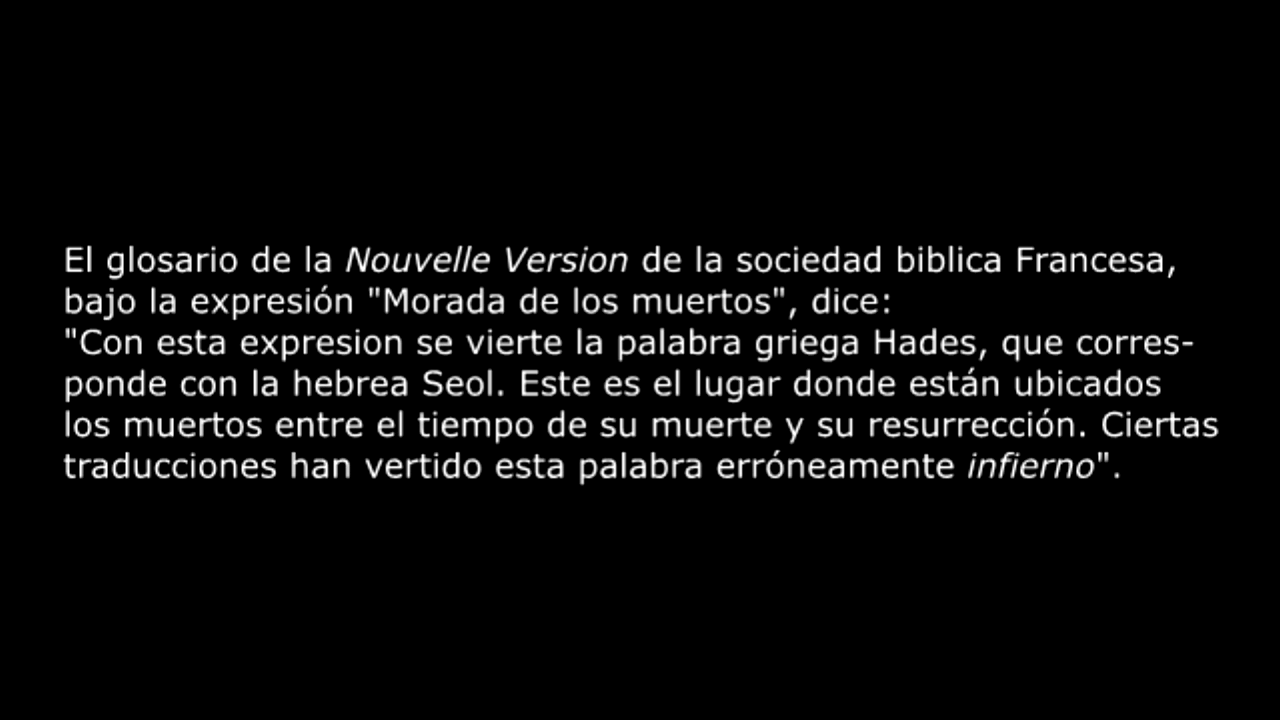 El glosario de la Nouvelle Version de la sociedad biblica Francesa,
bajo la expresión "Morada de los muertos", dice:
"Con esta expresion se vierte la palabra griega Hades, que corres-
ponde con la hebrea Seol. Este es el lugar donde están ubicados
los muertos entre el tiempo de su muerte y su resurrección. Ciertas
traducciones han vertido esta palabra erróneamente infierno".